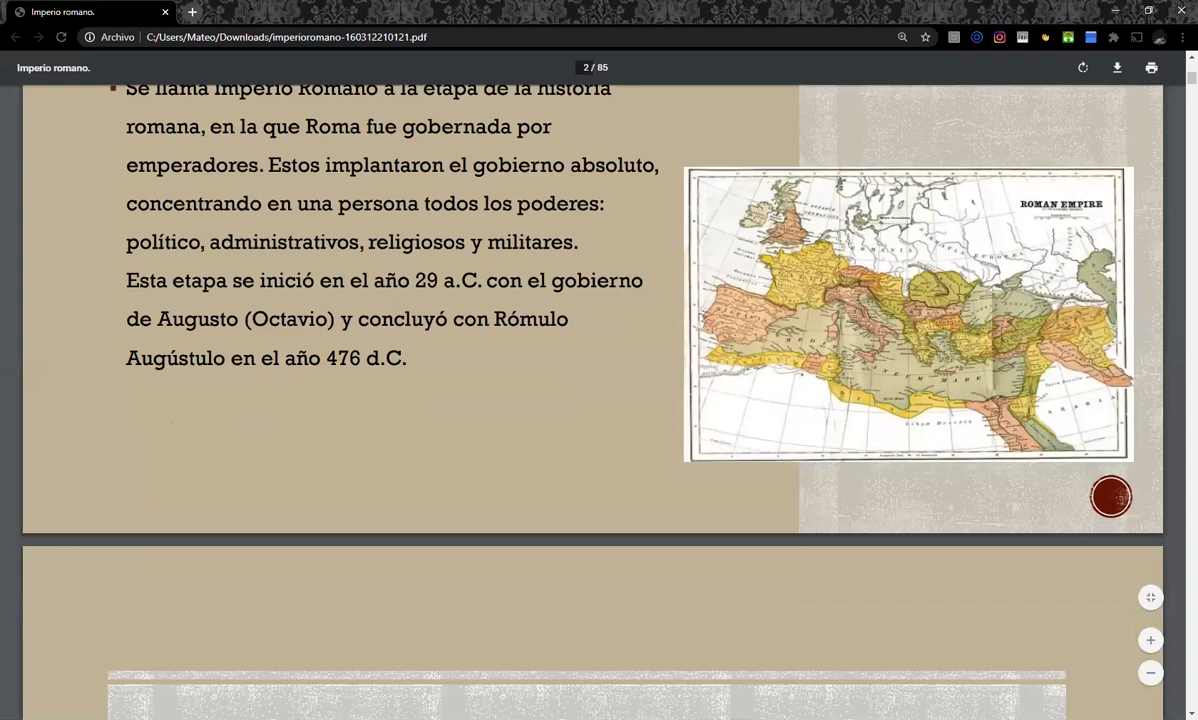 Imperio romano.
Archivo
C:/Users/Mateo/Downloads/imperioromano-160312210121.pdf
Imperio romano.
2 / 85
Se llama Imperio Romano a la etapa de la historia
romana, en la que Roma fue gobernada por
emperadores. Estos implantaron el gobierno absoluto,
concentrando en una persona todos los poderes:
político, administrativos, religiosos y militares.
Esta etapa se inició en el año 29 a.C. con el gobierno
de Augusto (Octavio) y concluyó con Rómulo
Augústulo en el año 476 d.C.
ROMAN EMPIRE